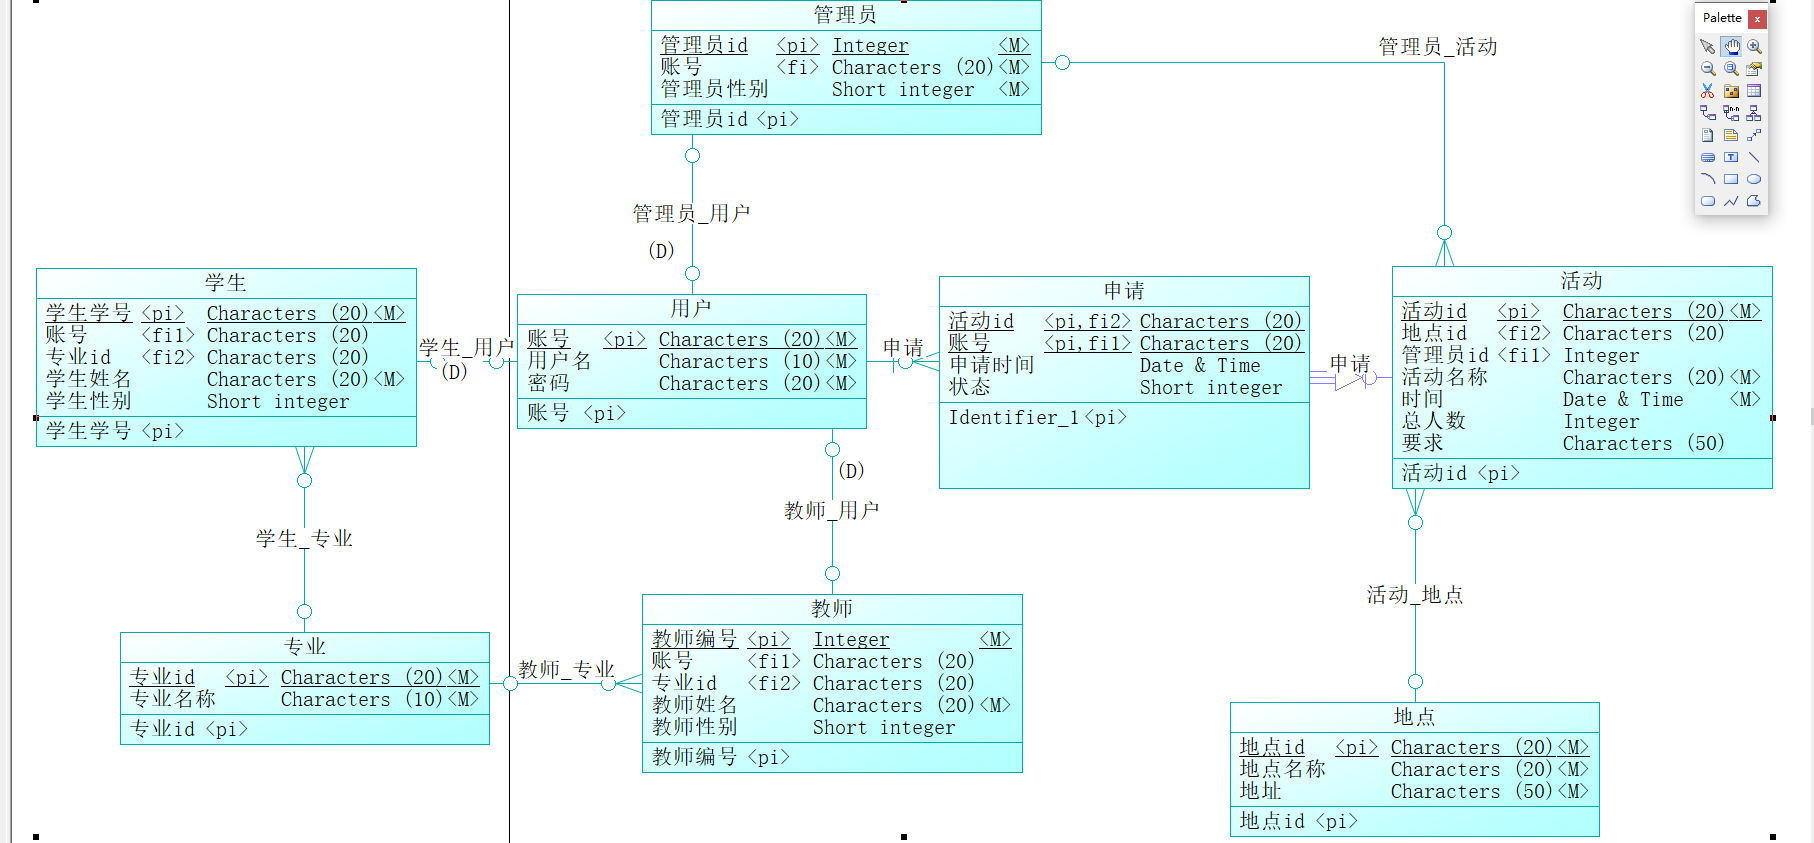 管理员
管理员id <pi> Integer <M>
账号 <fi> Characters (20) <M>
管理员性别 Short integer <M>
管理员id <pi>
管理员_活动
Palette x
管理员_用户
(D)
学生
学生学号 <pi> Characters (20) <M>
账号 <fi1> Characters (20)
专业id <fi2> Characters (20)
学生姓名 Characters (20) <M>
学生性别 Short integer
学生学号 <pi>
学生_用户
(D)
用户
账号 <pi> Characters (20) <M>
用户名 Characters (10) <M>
密码 Characters (20) <M>
账号 <pi>
申请
申请
活动id <pi,fi2> Characters (20)
账号 <pi,fi1> Characters (20)
申请时间 Date & Time
状态 Short integer
Identifier_1 <pi>
申请
活动
活动id <pi> Characters (20) <M>
地点id <fi2> Characters (20)
管理员id <fi1> Integer
活动名称 Characters (20) <M>
时间 Date & Time <M>
总人数 Integer
要求 Characters (50)
活动id <pi>
(D)
教师_用户
学生_专业
活动_地点
专业
专业id <pi> Characters (20) <M>
专业名称 Characters (10) <M>
专业id <pi>
教师_专业
教师
教师编号 <pi> Integer <M>
账号 <fi1> Characters (20)
专业id <fi2> Characters (20)
教师姓名 Characters (20) <M>
教师性别 Short integer
教师编号 <pi>
地点
地点id <pi> Characters (20) <M>
地点名称 Characters (20) <M>
地址 Characters (50) <M>
地点id <pi>